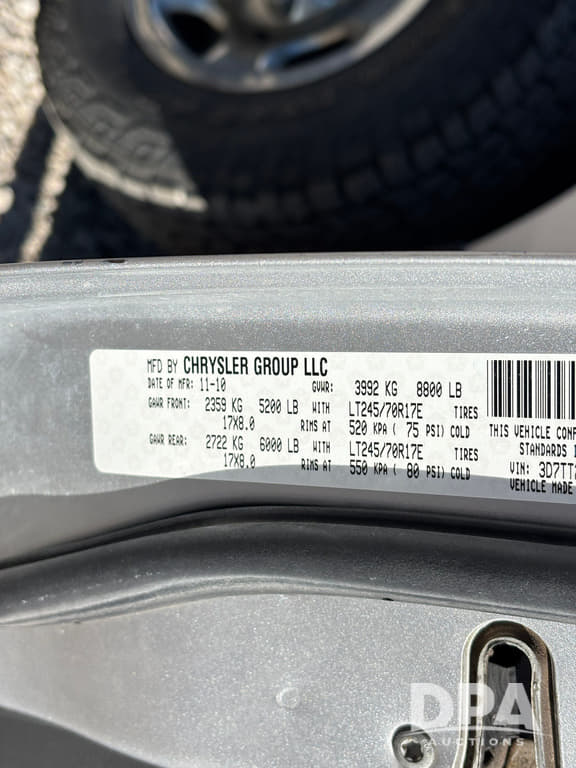 MFD BY CHRYSLER GROUP LLC
DATE OF MFR: 11-10 GVWR: 3992 KG 8800 LB
GAWR FRONT: 2359 KG 5200 LB WITH LT245/70R17E TIRES
17X8.0 RIMS AT 520 KPA ( 75 PSI) COLD
GAWR REAR: 2722 KG 6000 LB WITH LT245/70R17E TIRES
17X8.0 RIMS AT 550 KPA ( 80 PSI) COLD
THIS VEHICLE CONF
STANDARDS I
VIN: 3D7TT
VEHICLE MADE
DPA
AUCTIONS